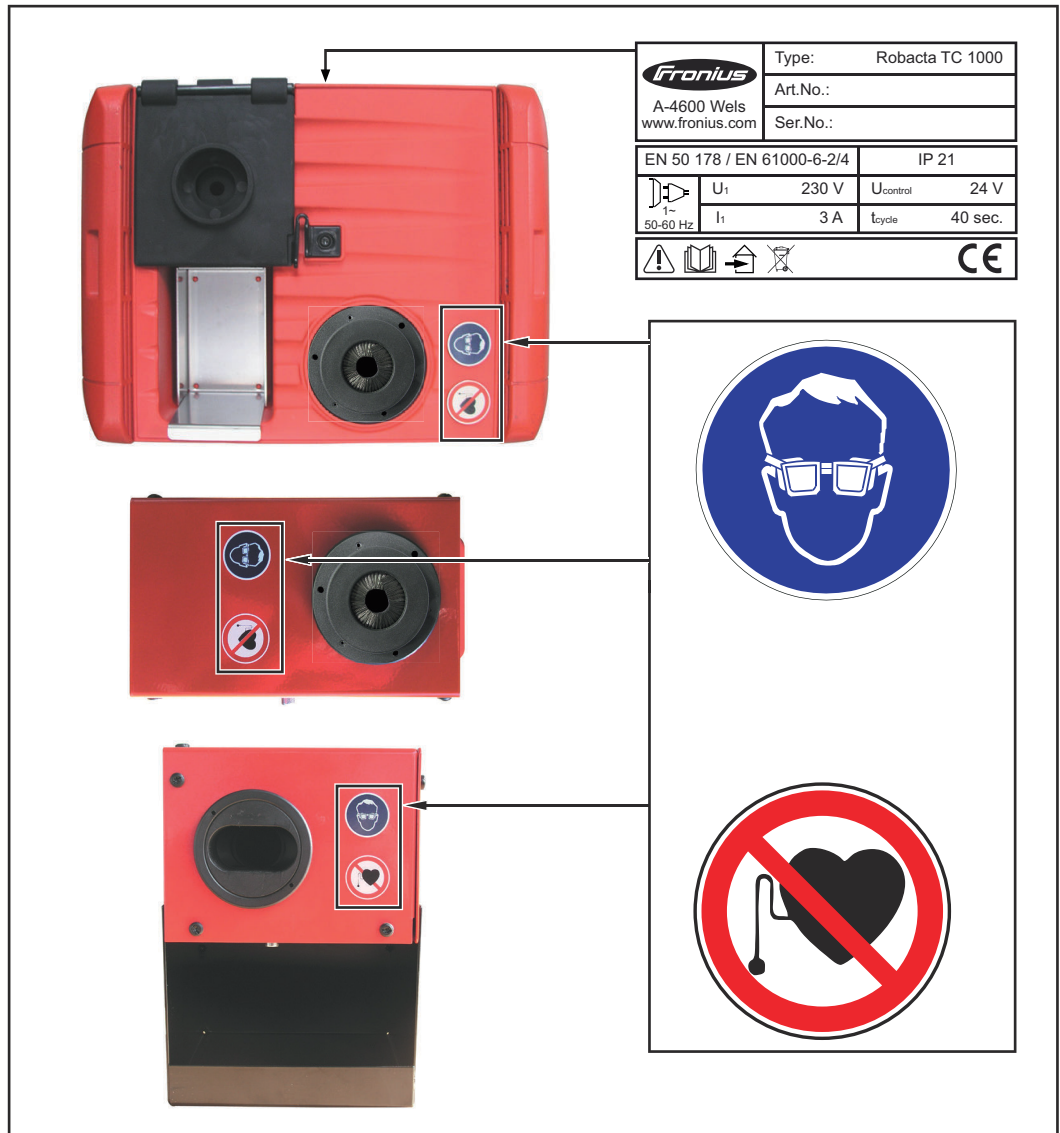 Fronius
A-4600 Wels
www.fronius.com
Type: Robacta TC 1000
Art.No.:
Ser.No.:
EN 50 178 / EN 61000-6-2/4 IP 21
1~
50-60 Hz
U1 230 V Ucontrol 24 V
I1 3 A tcycle 40 sec.
CE